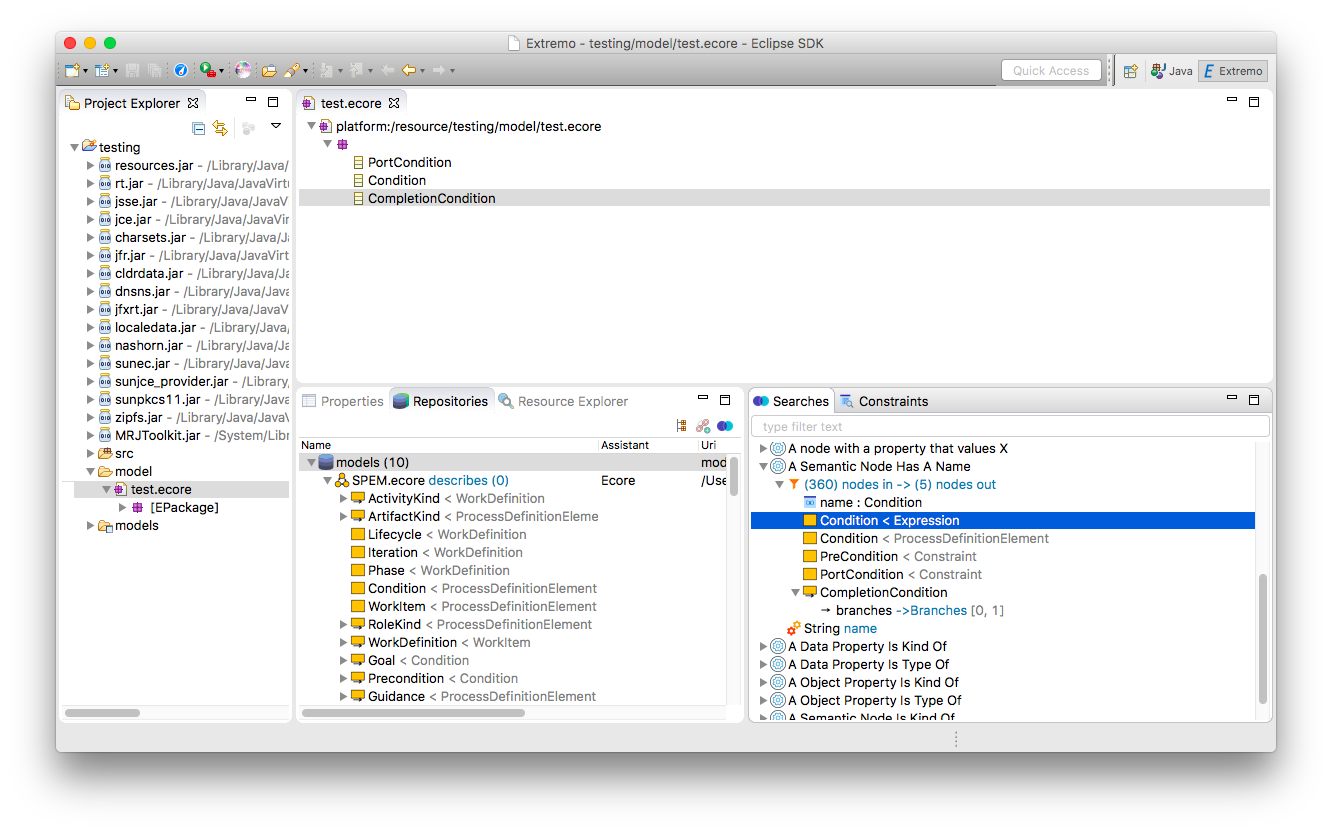 Extremo - testing/model/test.ecore - Eclipse SDK
Quick Access
Java
Extremo
Project Explorer
testing
resources.jar - /Library/Java/
rt.jar - /Library/Java/JavaVirtu
jsse.jar - /Library/Java/JavaV
jce.jar - /Library/Java/JavaVir
charsets.jar - /Library/Java/Ja
jfr.jar - /Library/Java/JavaVirt
cldrdata.jar - /Library/Java/Ja
dnsns.jar - /Library/Java/Java
jfxrt.jar - /Library/Java/JavaV
localedata.jar - /Library/Java,
nashorn.jar - /Library/Java/Ja
sunec.jar - /Library/Java/Java
sunjce_provider.jar - /Library,
sunpkcs11.jar - /Library/Java/
zipfs.jar - /Library/Java/Java
MRJToolkit.jar - /System/Libr
src
model
test.ecore
[EPackage]
models
test.ecore
platform:/resource/testing/model/test.ecore
PortCondition
Condition
CompletionCondition
Properties
Repositories
Resource Explorer
Name Assistant Uri
models (10) mod
SPEM.ecore describes (0) Ecore /Use
ActivityKind < WorkDefinition
ArtifactKind < ProcessDefinitionEleme
Lifecycle < WorkDefinition
Iteration < WorkDefinition
Phase < WorkDefinition
Condition < ProcessDefinitionElement
WorkItem < ProcessDefinitionElement
RoleKind < ProcessDefinitionElement
WorkDefinition < WorkItem
Goal < Condition
Precondition < Condition
Guidance < ProcessDefinitionElement
Searches
Constraints
type filter text
A node with a property that values X
A Semantic Node Has A Name
(360) nodes in -> (5) nodes out
name : Condition
Condition < Expression
Condition < ProcessDefinitionElement
PreCondition < Constraint
PortCondition < Constraint
CompletionCondition
→ branches ->Branches [0, 1]
String name
A Data Property Is Kind Of
A Data Property Is Type Of
A Object Property Is Kind Of
A Object Property Is Type Of
A Semantic Node Is Kind Of